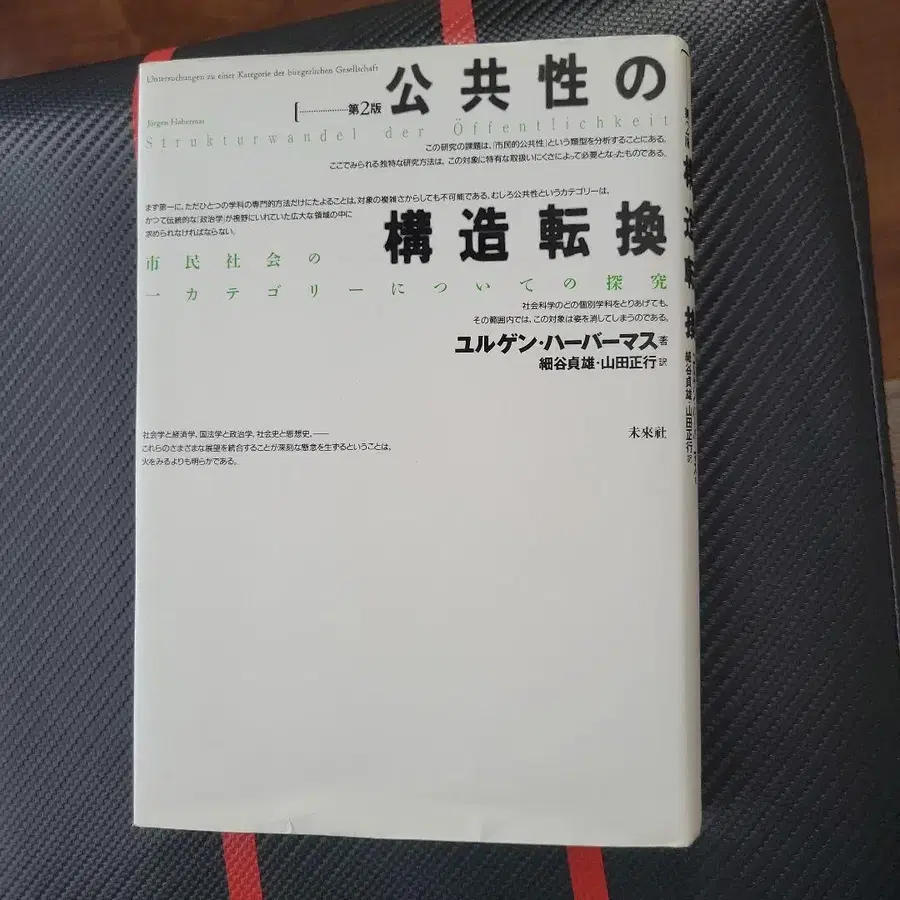 Untersuchungen zu einer Kategorie der bürgerlichen Gesellschaft
[…………………第2版 公共性の
Jürgen Habermas
Strukturwandel der Öffentlichkeit
この研究の課題は、「市民的公共性」という類型を分析することにある。
ここでみられる独特な研究方法は、この対象に特有な取扱いにくさによって必要となったものである。
まず第一に、ただひとつの学科の専門的方法だけにたよることは、対象の複雑さからしても不可能である。むしろ公共性というカテゴリーは、
かつて伝統的な「政治学」が視野にいれていた広大な領域の中に
求められなければならない。
構造転換
市民社会の
一カテゴリーについての探究
社会科学のどの個別学科をとりあげても、
その範囲内では、この対象は姿を消してしまうのである。
ユルゲン・ハーバーマス著
細谷貞雄・山田正行訳
未來社
社会学と経済学、国法学と政治学、社会史と思想史、——
これらのさまざまな展望を統合することが深刻な懸念を生ずるということは、
火をみるよりも明らかである。
構造転換
細谷貞雄
山田正行訳